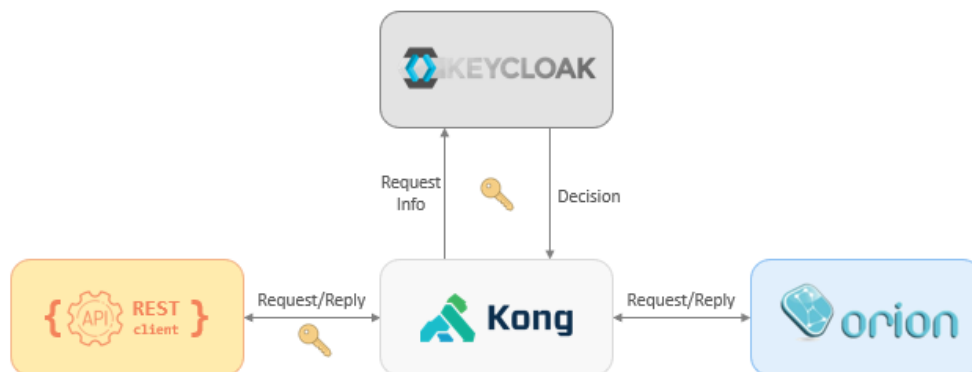 KEYCLOAK
Request
Info
Decision
{ API REST
client }
Request/Reply
Kong
Request/Reply
orion